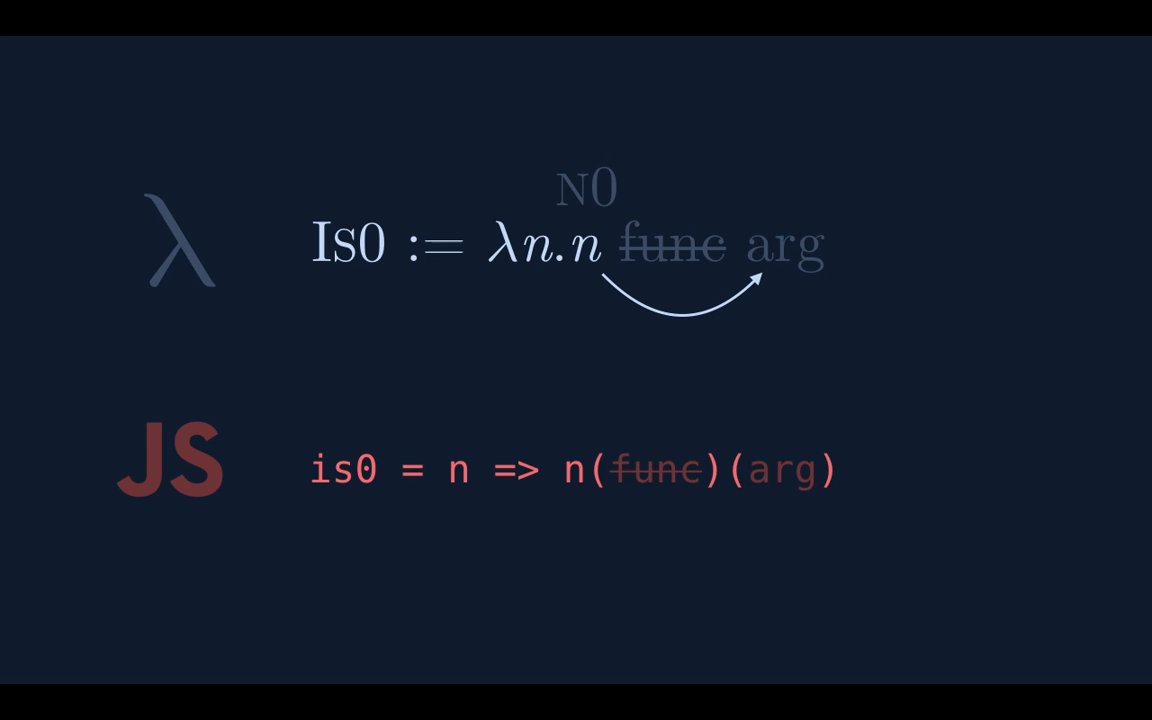 N0
λ Is0 := λn.n func arg
JS is0 = n => n(func)(arg)